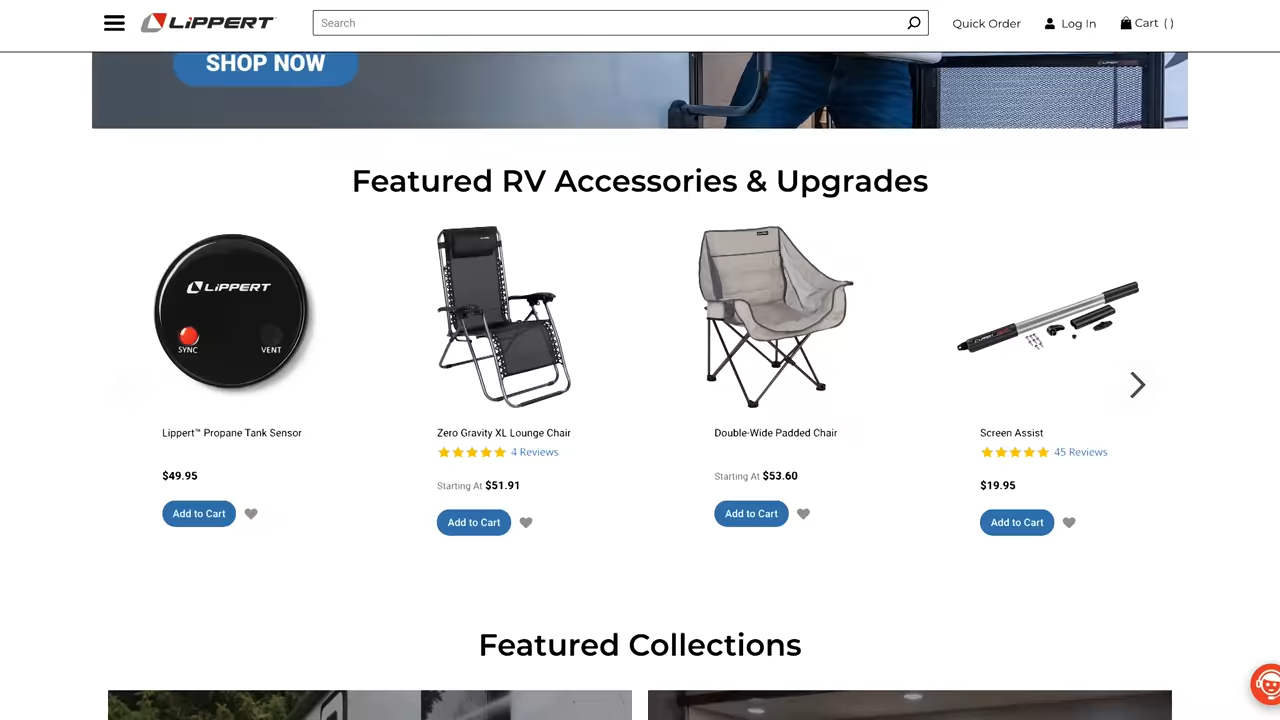 LIPPERT
Search
Quick Order
Log In
Cart ( )
SHOP NOW
LIPPERT
Featured RV Accessories & Upgrades
LIPPERT
SYNC
VENT
LIPPERT
Lippert™ Propane Tank Sensor
Zero Gravity XL Lounge Chair
Double-Wide Padded Chair
Screen Assist
4 Reviews
45 Reviews
$49.95
Starting At $51.91
Starting At $53.60
$19.95
Add to Cart
Add to Cart
Add to Cart
Add to Cart
Featured Collections